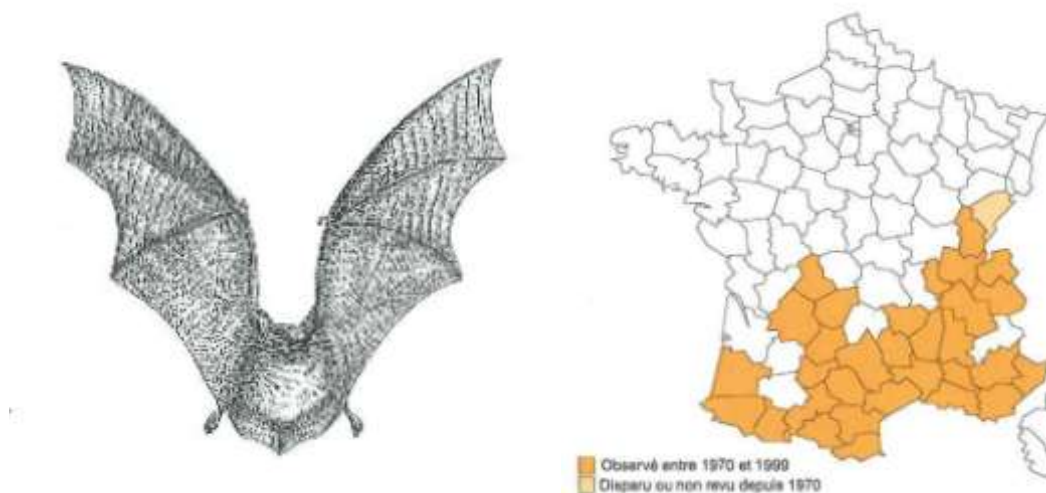 Observé entre 1970 et 1999
Disparu ou non revu depuis 1970